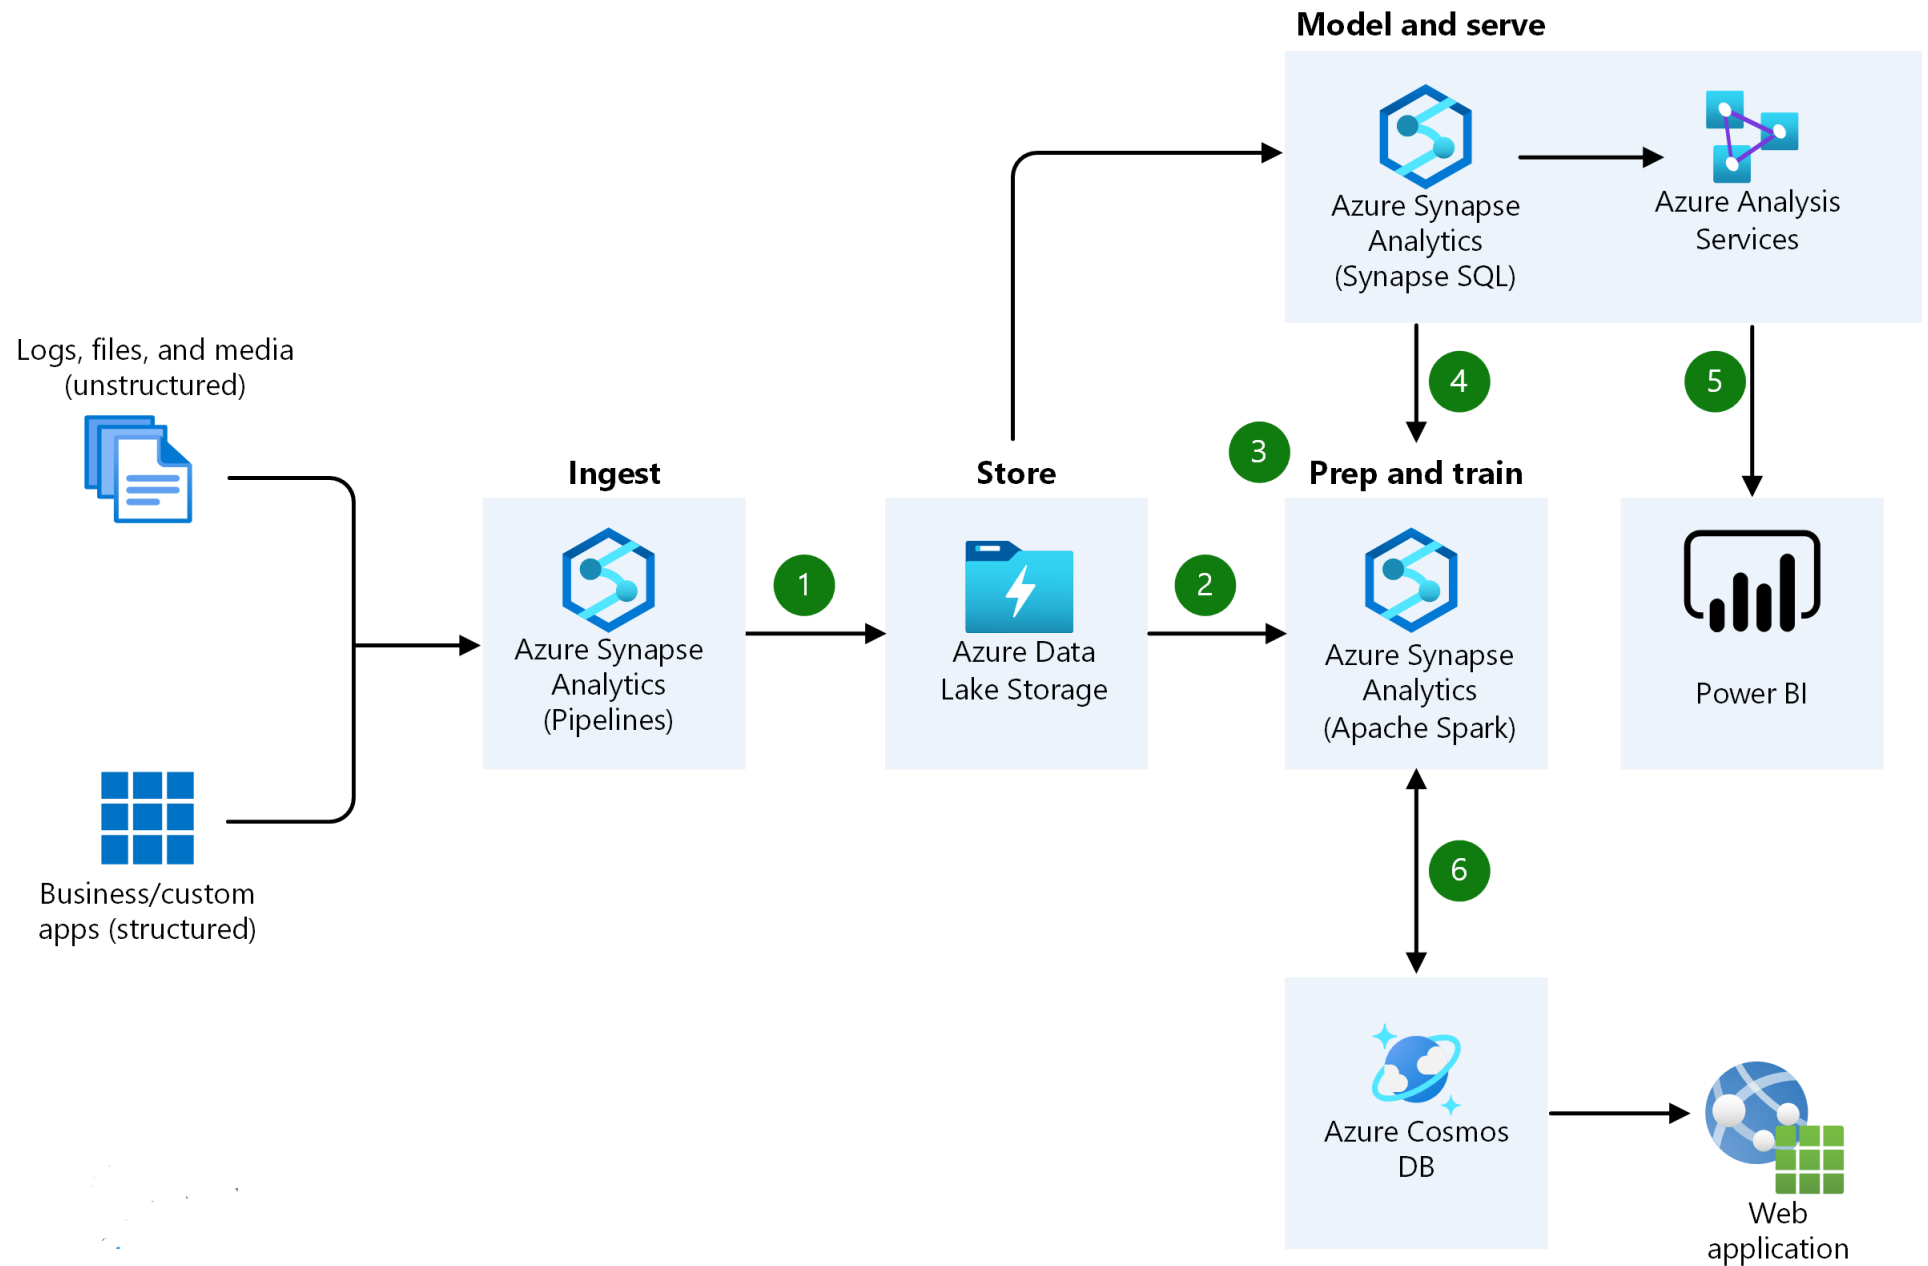 Model and serve
Azure Synapse
Analytics
(Synapse SQL)
Azure Analysis
Services
Logs, files, and media
(unstructured)
4
5
3
Ingest
Store
Prep and train
1
2
Azure Synapse
Analytics
(Pipelines)
Azure Data
Lake Storage
Azure Synapse
Analytics
(Apache Spark)
Power BI
Business/custom
apps (structured)
6
Azure Cosmos
DB
Web
application